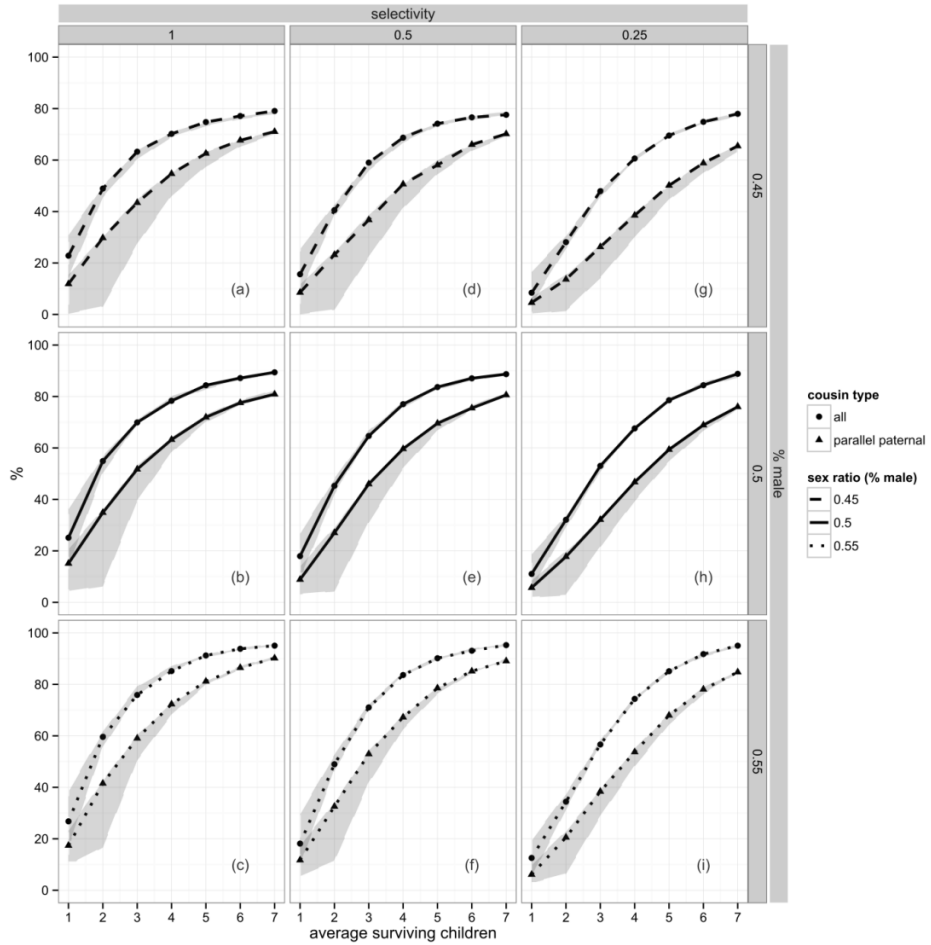 selectivity
1 0.5 0.25
100
80
60
40
20
0
(a) (d) (g)
0.45
100
80
60
40
20
0
(b) (e) (h)
0.5
%
% male
100
80
60
40
20
0
(c) (f) (i)
0.55
1 2 3 4 5 6 7 1 2 3 4 5 6 7 1 2 3 4 5 6 7
average surviving children
cousin type
all
parallel paternal
sex ratio (% male)
0.45
0.5
0.55